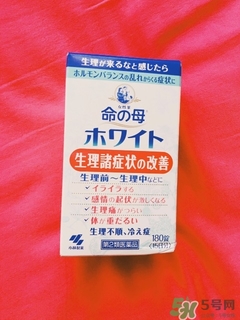 生理が来るなと感じたら
ホルモンバランスの乱れからくる症状に
命の母
ホワイト
生理諸症状の改善
生理前〜生理中などに
イライラする
感情の起伏が激しくなる
生理痛がつらい
体が重だるい
生理不順、冷え症
第2類医薬品
180錠
小林製薬
5号网